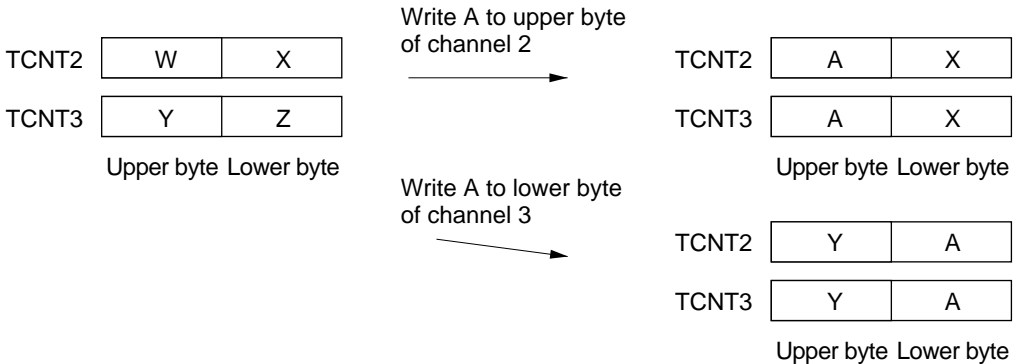 Write A to upper byte
of channel 2
TCNT2 W X
TCNT3 Y Z
Upper byte Lower byte
TCNT2 A X
TCNT3 A X
Upper byte Lower byte
Write A to lower byte
of channel 3
TCNT2 Y A
TCNT3 Y A
Upper byte Lower byte